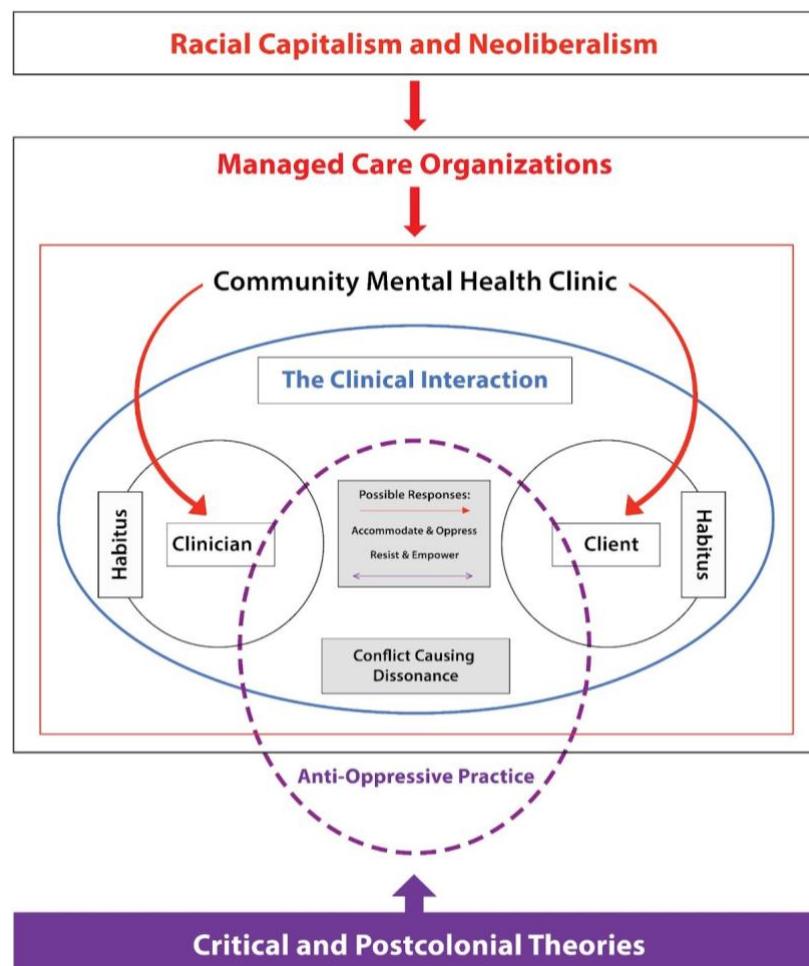 Racial Capitalism and Neoliberalism
Managed Care Organizations
Community Mental Health Clinic
The Clinical Interaction
Habitus
Clinician
Possible Responses:
Accommodate & Oppress
Resist & Empower
Client
Habitus
Conflict Causing
Dissonance
Anti-Oppressive Practice
Critical and Postcolonial Theories